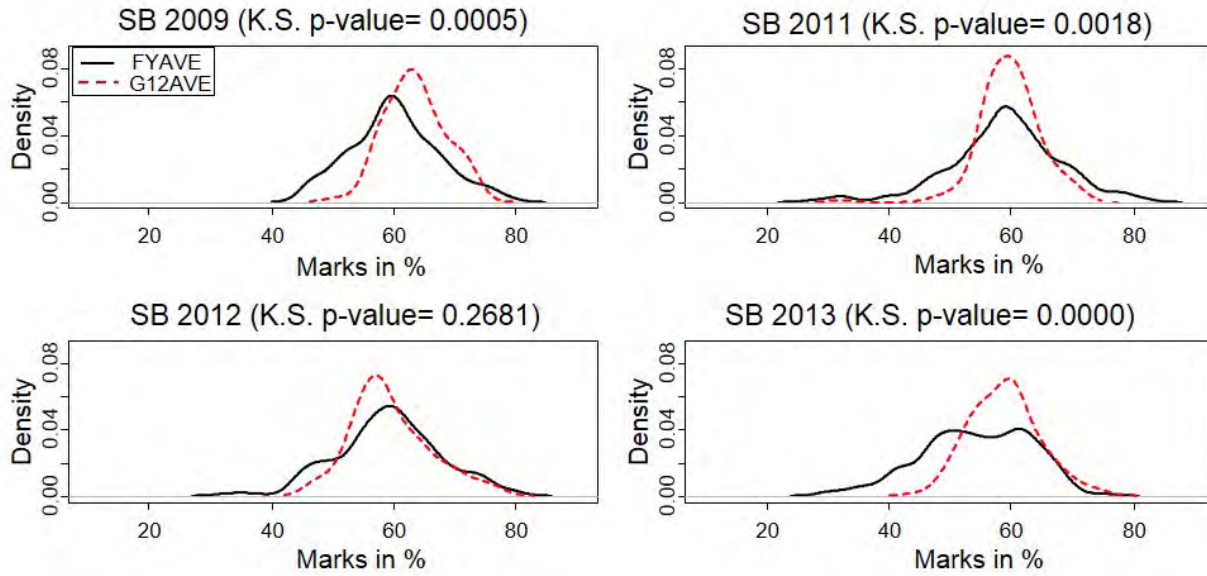 SB 2009 (K.S. p-value= 0.0005)
FYAVE
G12AVE
Density
0.00 0.04 0.08
20 40 60 80
Marks in %
SB 2011 (K.S. p-value= 0.0018)
Density
0.00 0.04 0.08
20 40 60 80
Marks in %
SB 2012 (K.S. p-value= 0.2681)
Density
0.00 0.04 0.08
20 40 60 80
Marks in %
SB 2013 (K.S. p-value= 0.0000)
Density
0.00 0.04 0.08
20 40 60 80
Marks in %